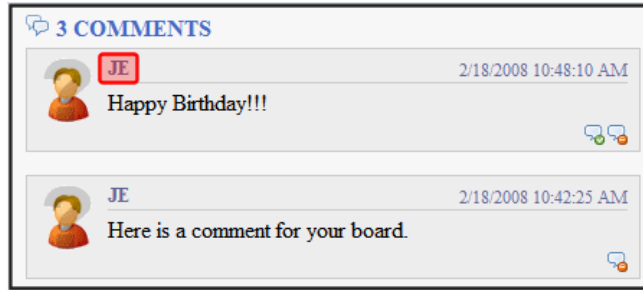 3 COMMENTS
JE 2/18/2008 10:48:10 AM
Happy Birthday!!!
JE 2/18/2008 10:42:25 AM
Here is a comment for your board.